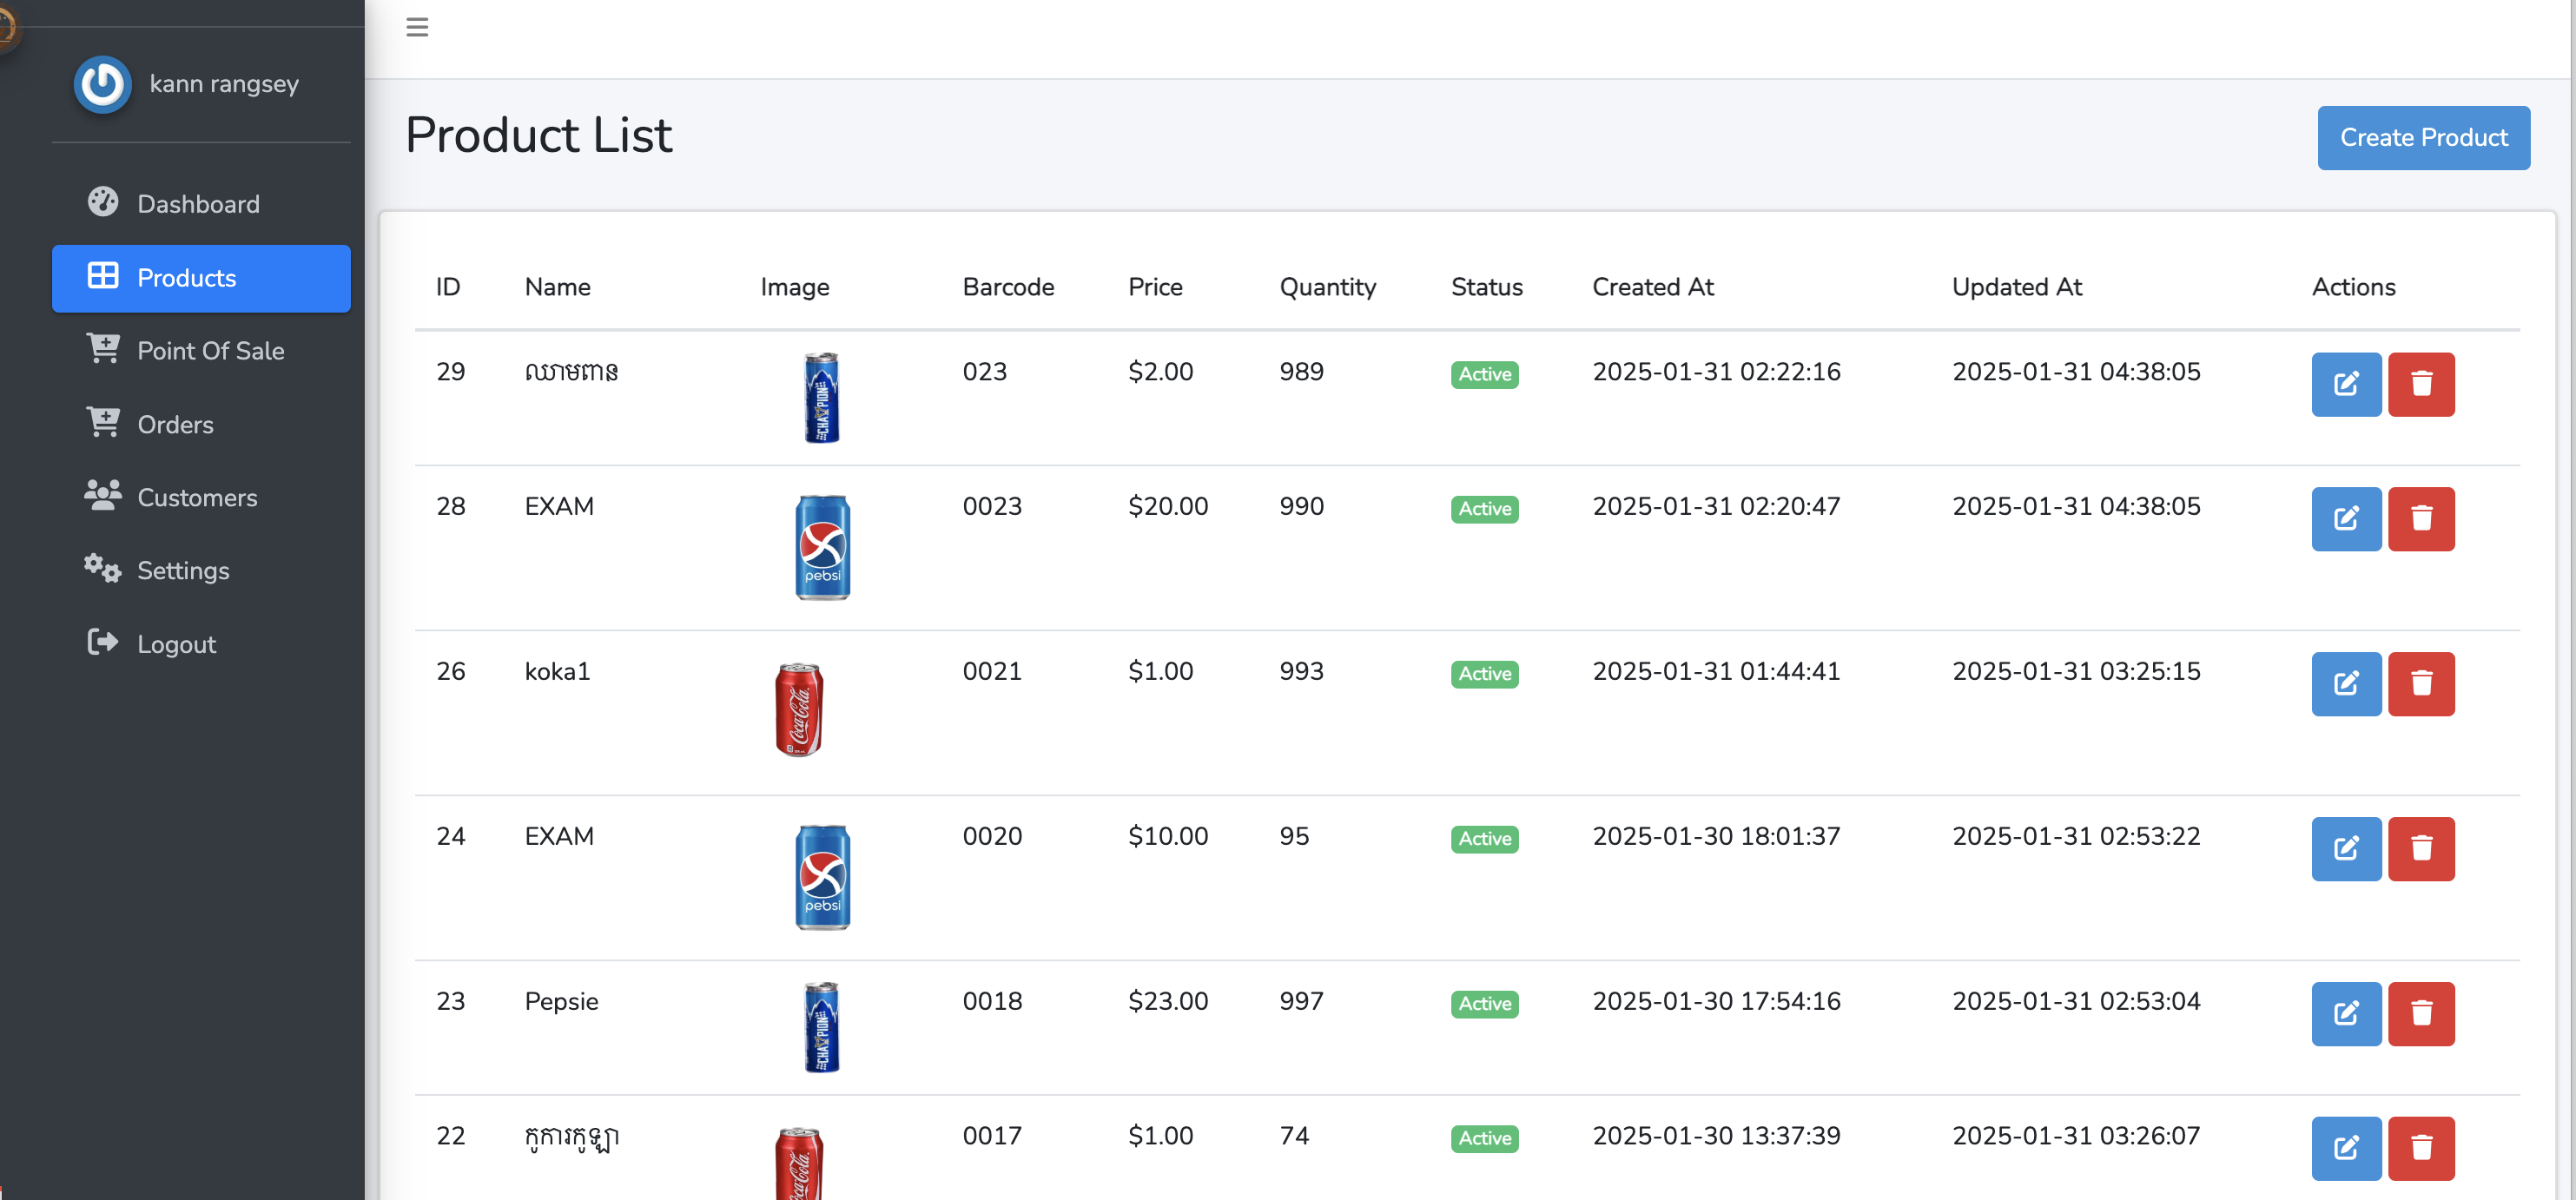 kann rangsey
Dashboard
Products
Point Of Sale
Orders
Customers
Settings
Logout
Product List
Create Product
ID Name Image Barcode Price Quantity Status Created At Updated At Actions
29 ឈាមពាន 023 $2.00 989 Active 2025-01-31 02:22:16 2025-01-31 04:38:05
CHAMPION
28 EXAM 0023 $20.00 990 Active 2025-01-31 02:20:47 2025-01-31 04:38:05
pebsi
26 koka1 0021 $1.00 993 Active 2025-01-31 01:44:41 2025-01-31 03:25:15
Coca-Cola
24 EXAM 0020 $10.00 95 Active 2025-01-30 18:01:37 2025-01-31 02:53:22
pebsi
23 Pepsie 0018 $23.00 997 Active 2025-01-30 17:54:16 2025-01-31 02:53:04
CHAMPION
22 កូការកូឡា 0017 $1.00 74 Active 2025-01-30 13:37:39 2025-01-31 03:26:07